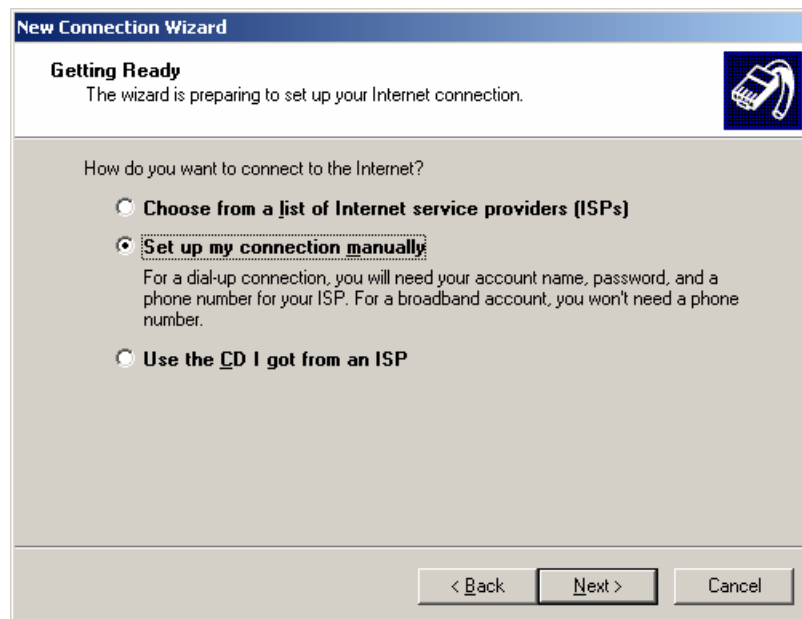 New Connection Wizard
Getting Ready
The wizard is preparing to set up your Internet connection.
How do you want to connect to the Internet?
Choose from a list of Internet service providers (ISPs)
Set up my connection manually
For a dial-up connection, you will need your account name, password, and a
phone number for your ISP. For a broadband account, you won't need a phone
number.
Use the CD I got from an ISP
< Back Next > Cancel